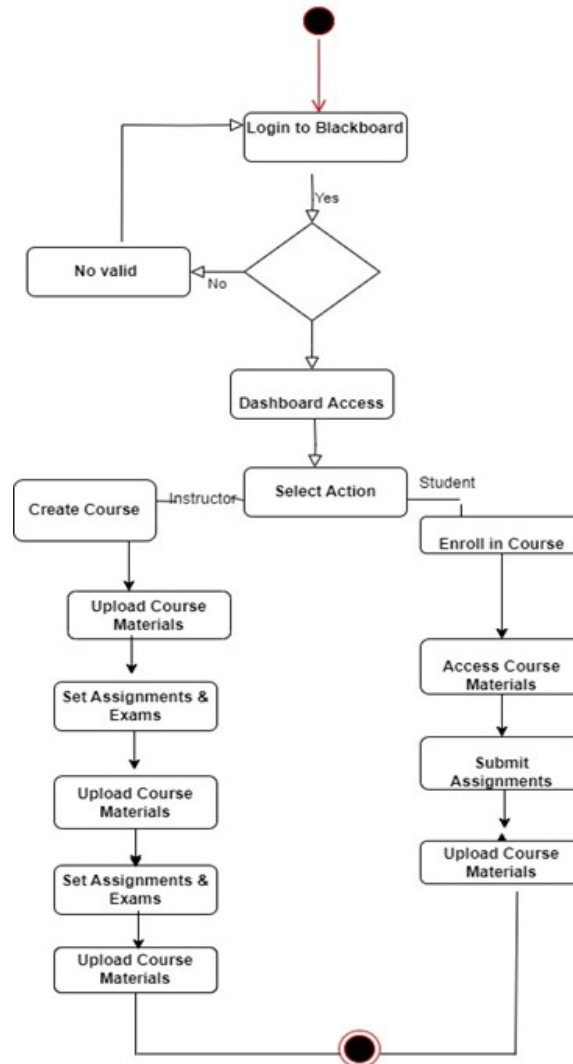 Login to Blackboard
Yes
No valid
No
Dashboard Access
Select Action
Instructor
Student
Create Course
Enroll in Course
Upload Course
Materials
Access Course
Materials
Set Assignments &
Exams
Submit
Assignments
Upload Course
Materials
Upload Course
Materials
Set Assignments &
Exams
Upload Course
Materials